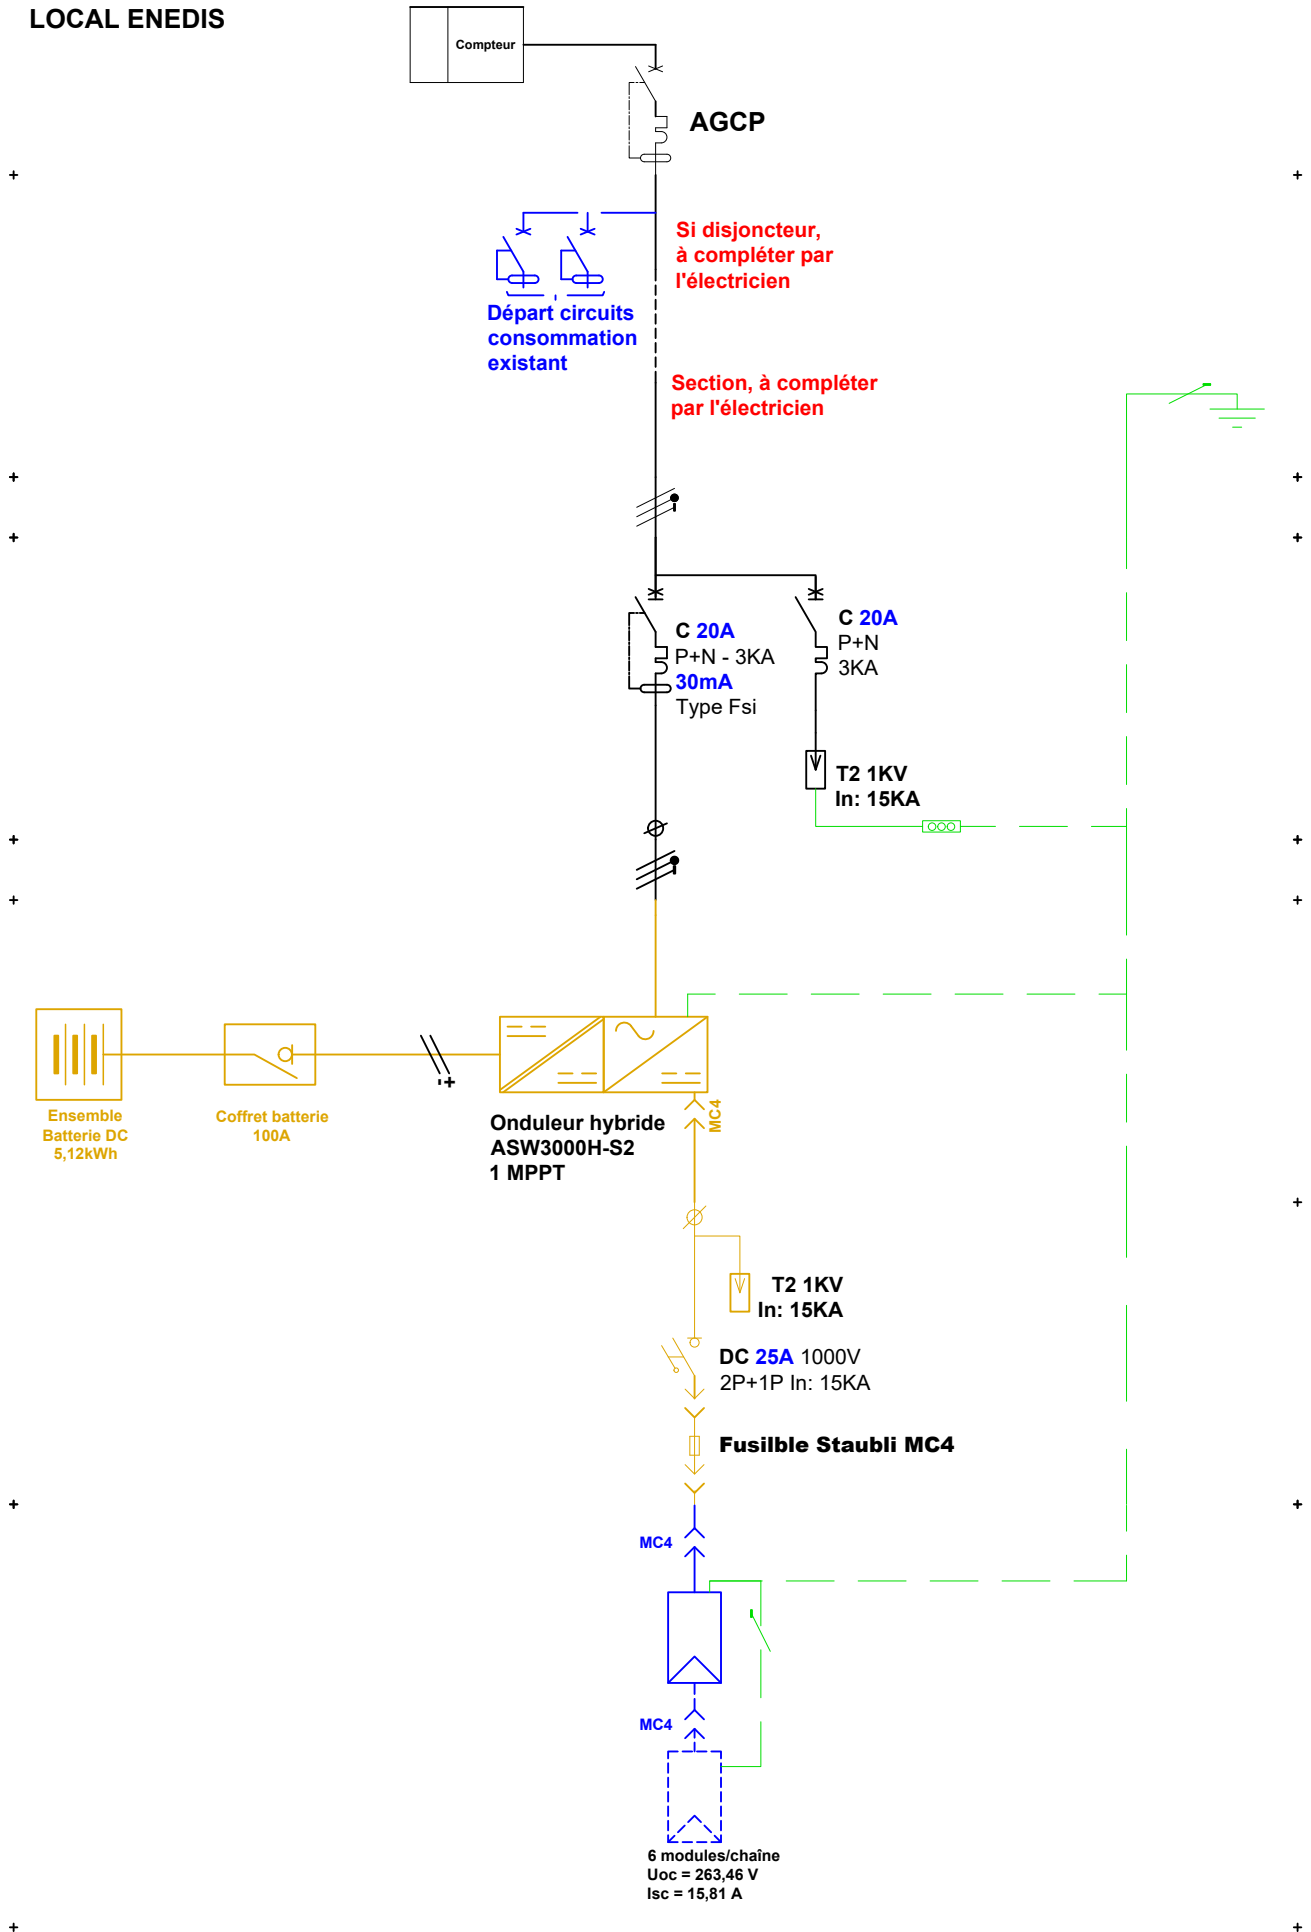 LOCAL ENEDIS
Compteur
AGCP
Si disjoncteur,
à compléter par
l'électricien
Départ circuits
consommation
existant
Section, à compléter
par l'électricien
C 20A
P+N - 3KA
30mA
Type Fsi
C 20A
P+N
3KA
T2 1KV
In: 15KA
Ensemble
Batterie DC
5,12kWh
Coffret batterie
100A
- +
Onduleur hybride
ASW3000H-S2
1 MPPT
MC4
T2 1KV
In: 15KA
DC 25A 1000V
2P+1P In: 15KA
Fusilble Staubli MC4
MC4
MC4
6 modules/chaîne
Uoc = 263,46 V
Isc = 15,81 A